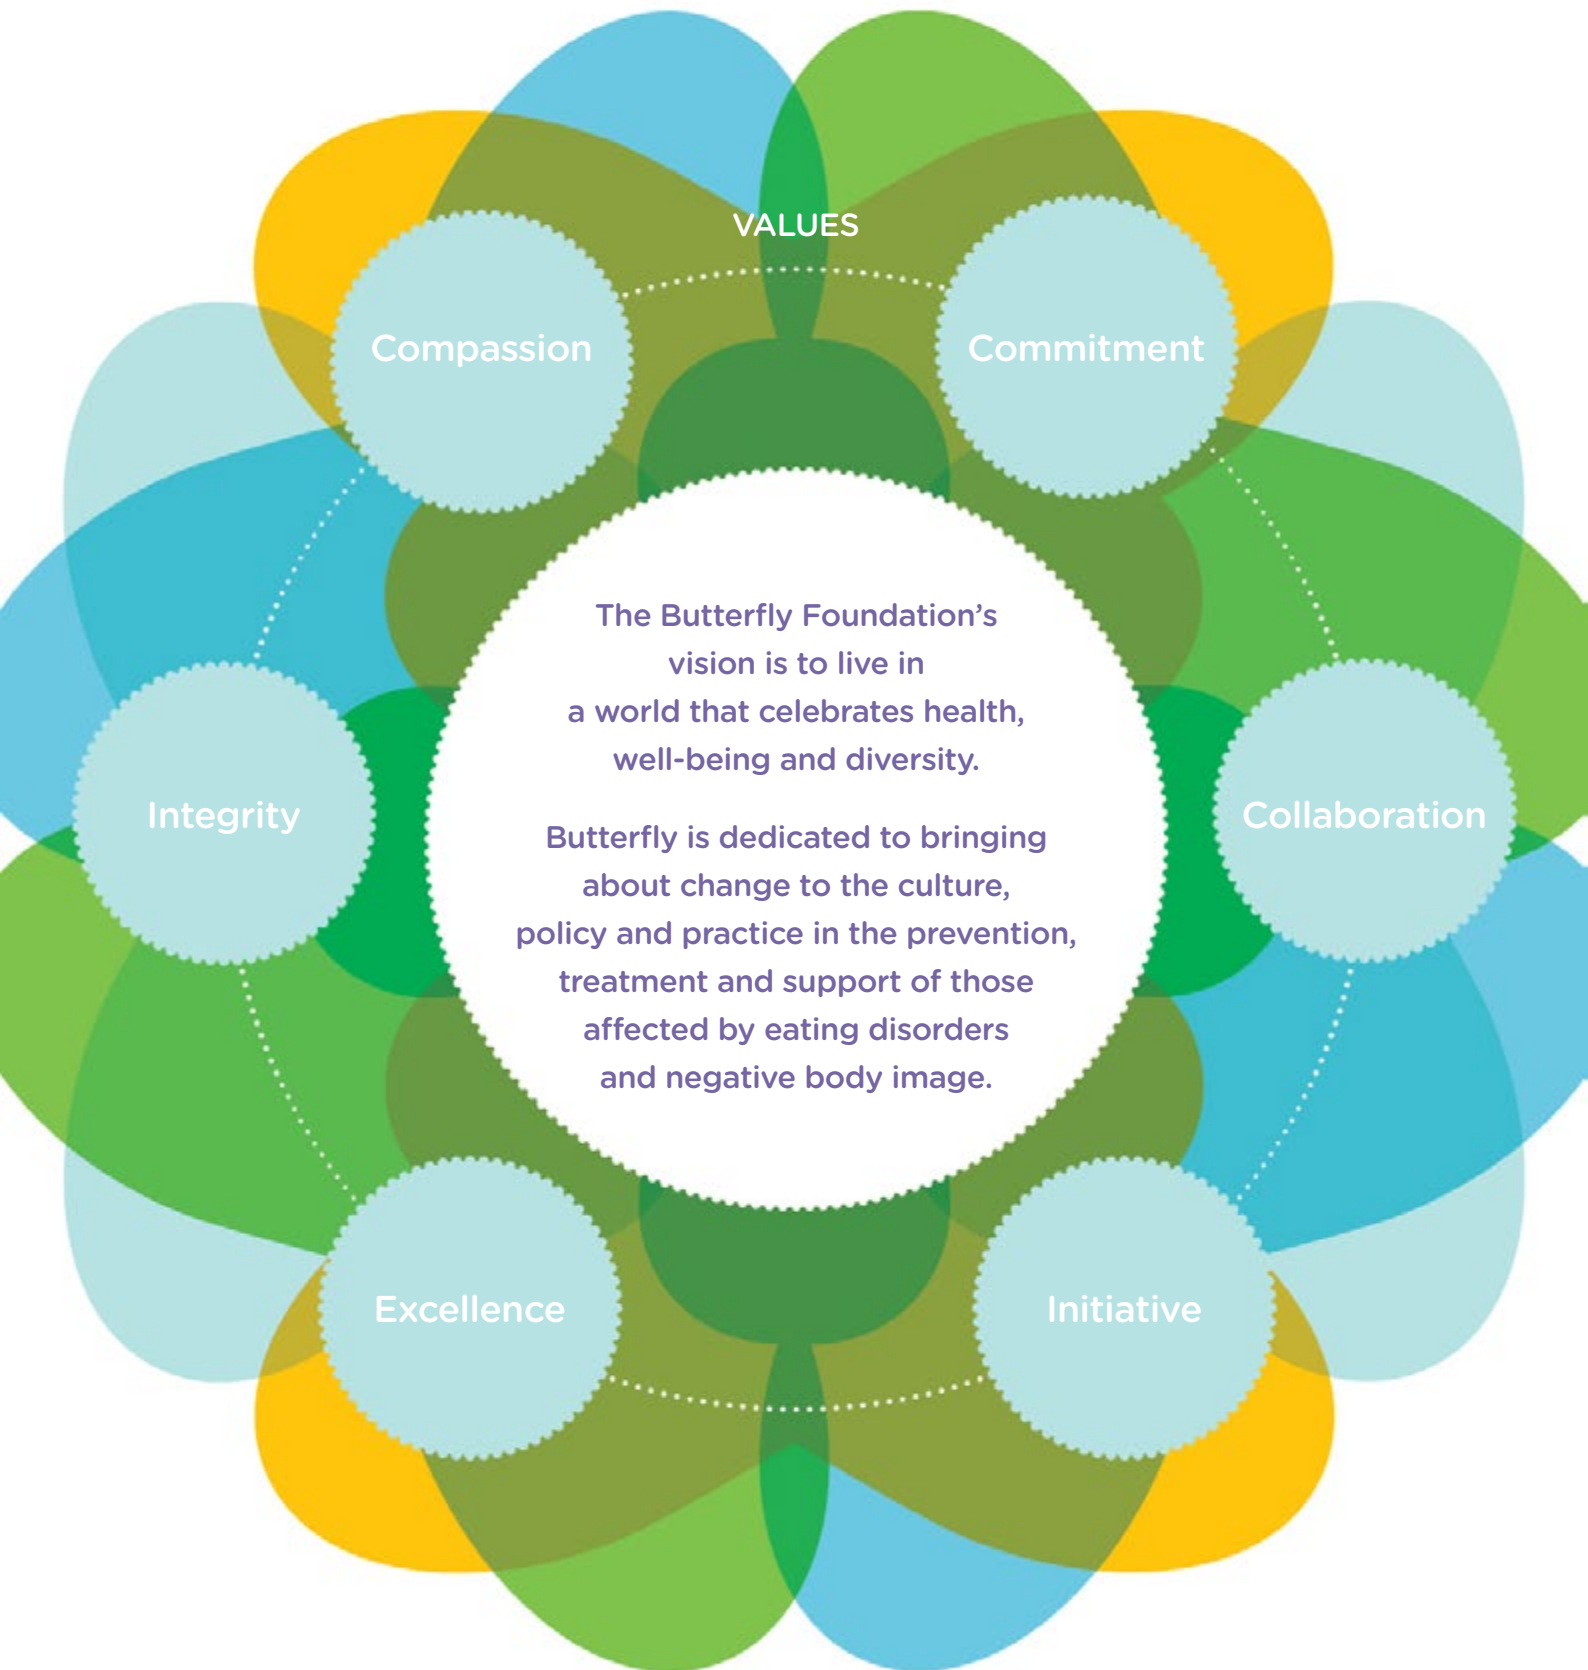 VALUES
Compassion
Commitment
The Butterfly Foundation’s
vision is to live in
a world that celebrates health,
well-being and diversity.
Integrity
Collaboration
Butterfly is dedicated to bringing
about change to the culture,
policy and practice in the prevention,
treatment and support of those
affected by eating disorders
and negative body image.
Excellence
Initiative